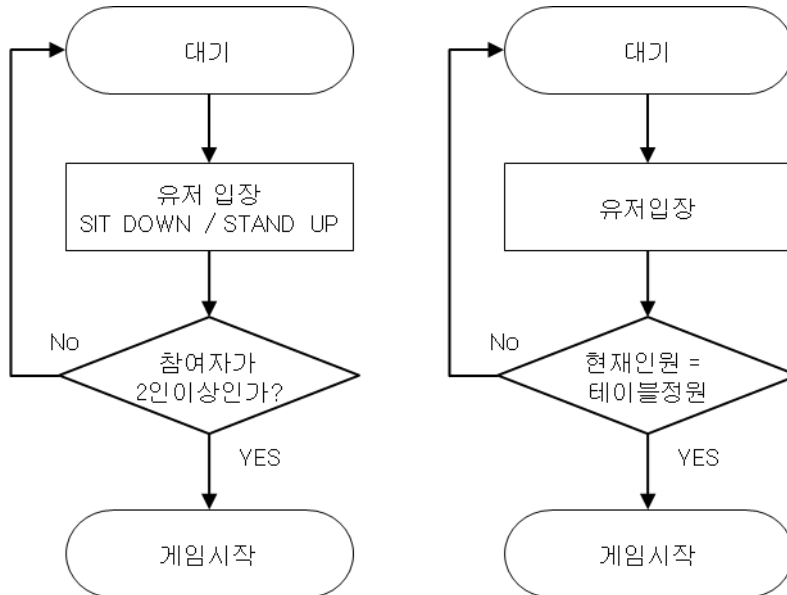 대기
유저 입장
SIT DOWN / STAND UP
No
참여자가
2인이상인가?
YES
게임시작
대기
유저입장
No
현재인원 =
테이블정원
YES
게임시작